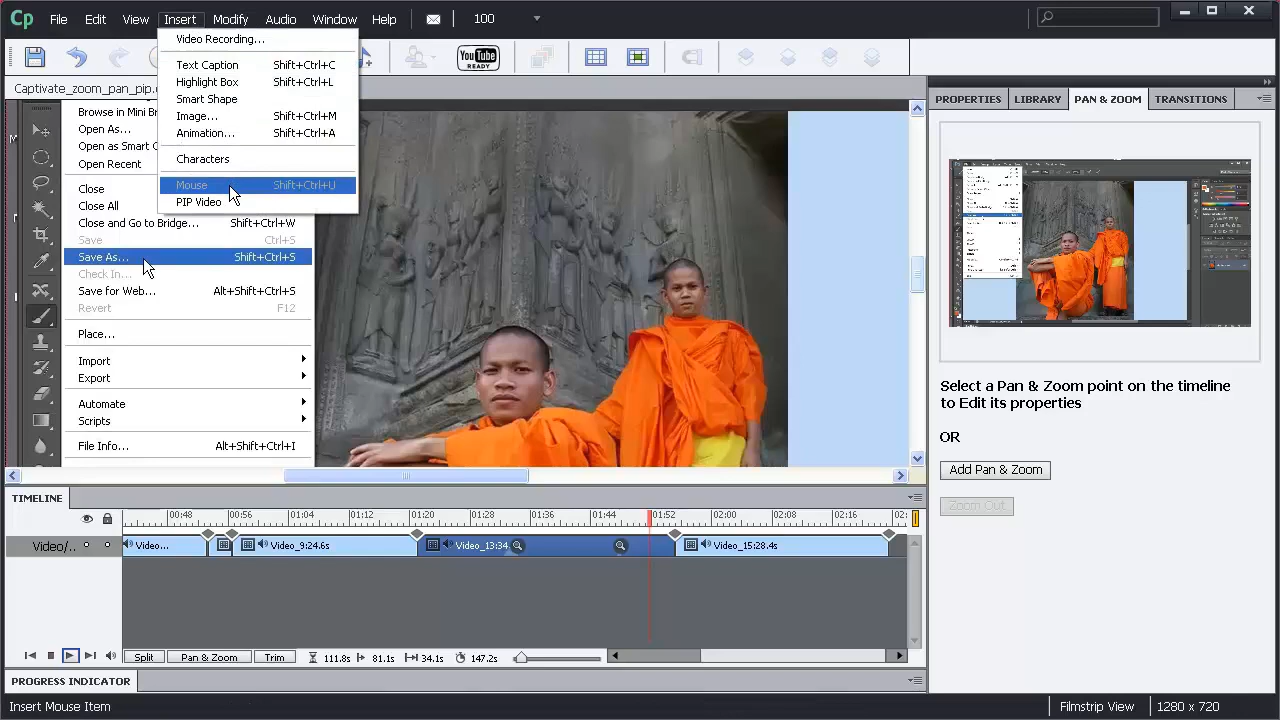 Cp File Edit View Insert Modify Audio Window Help 100
YouTube
READY
Captivate_zoom_pan_pip.
Video Recording...
Text Caption Shift+Ctrl+C
Highlight Box Shift+Ctrl+L
Smart Shape
Image... Shift+Ctrl+M
Animation... Shift+Ctrl+A
Characters
Mouse Shift+Ctrl+U
PIP Video
Browse in Mini Br
Open As...
Open as Smart O
Open Recent
Close
Close All
Close and Go to Bridge... Shift+Ctrl+W
Save Ctrl+S
Save As... Shift+Ctrl+S
Check In...
Save for Web... Alt+Shift+Ctrl+S
Revert F12
Place...
Import
Export
Automate
Scripts
File Info... Alt+Shift+Ctrl+I
PROPERTIES LIBRARY PAN & ZOOM TRANSITIONS
Select a Pan & Zoom point on the timeline
to Edit its properties
OR
Add Pan & Zoom
Zoom Out
TIMELINE
00:48 00:56 01:04 01:12 01:20 01:28 01:36 01:44 01:52 02:00 02:08 02:16 02:
Video/.. Video... Video_9:24.6s Video_13:34 Video_15:28.4s
Split Pan & Zoom Trim 111.8s 81.1s 34.1s 147.2s
PROGRESS INDICATOR
Insert Mouse Item Filmstrip View 1280 x 720